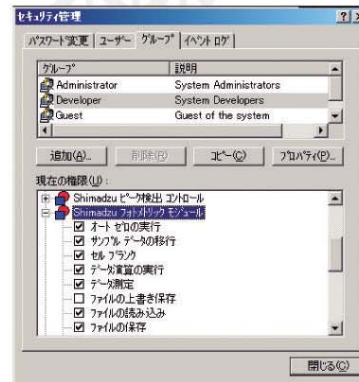 セキュリティ管理
パスワード変更 ユーザー グループ イベント ログ
グループ 説明
Administrator System Administrators
Developer System Developers
Guest Guest of the system
追加(A)... 削除(R) コピー(C) プロパティ(P)...
現在の権限(U):
Shimadzu ピーク検出 コントロール
Shimadzu フォトメトリック モジュール
オート ゼロの実行
サンプル データの移行
セル ブランク
データ演算の実行
データ測定
ファイルの上書き保存
ファイルの読み込み
ファイルの保存
閉じる(C)